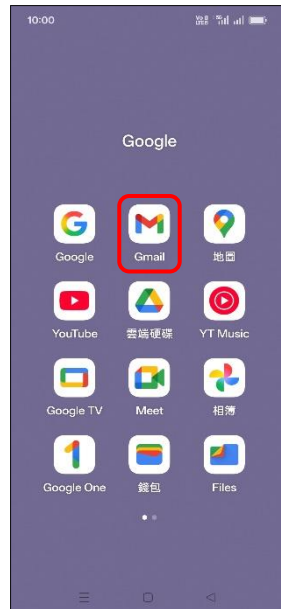 10:00
Google
Google
Gmail
地圖
YouTube
雲端硬碟
YT Music
Google TV
Meet
相簿
Google One
錢包
Files